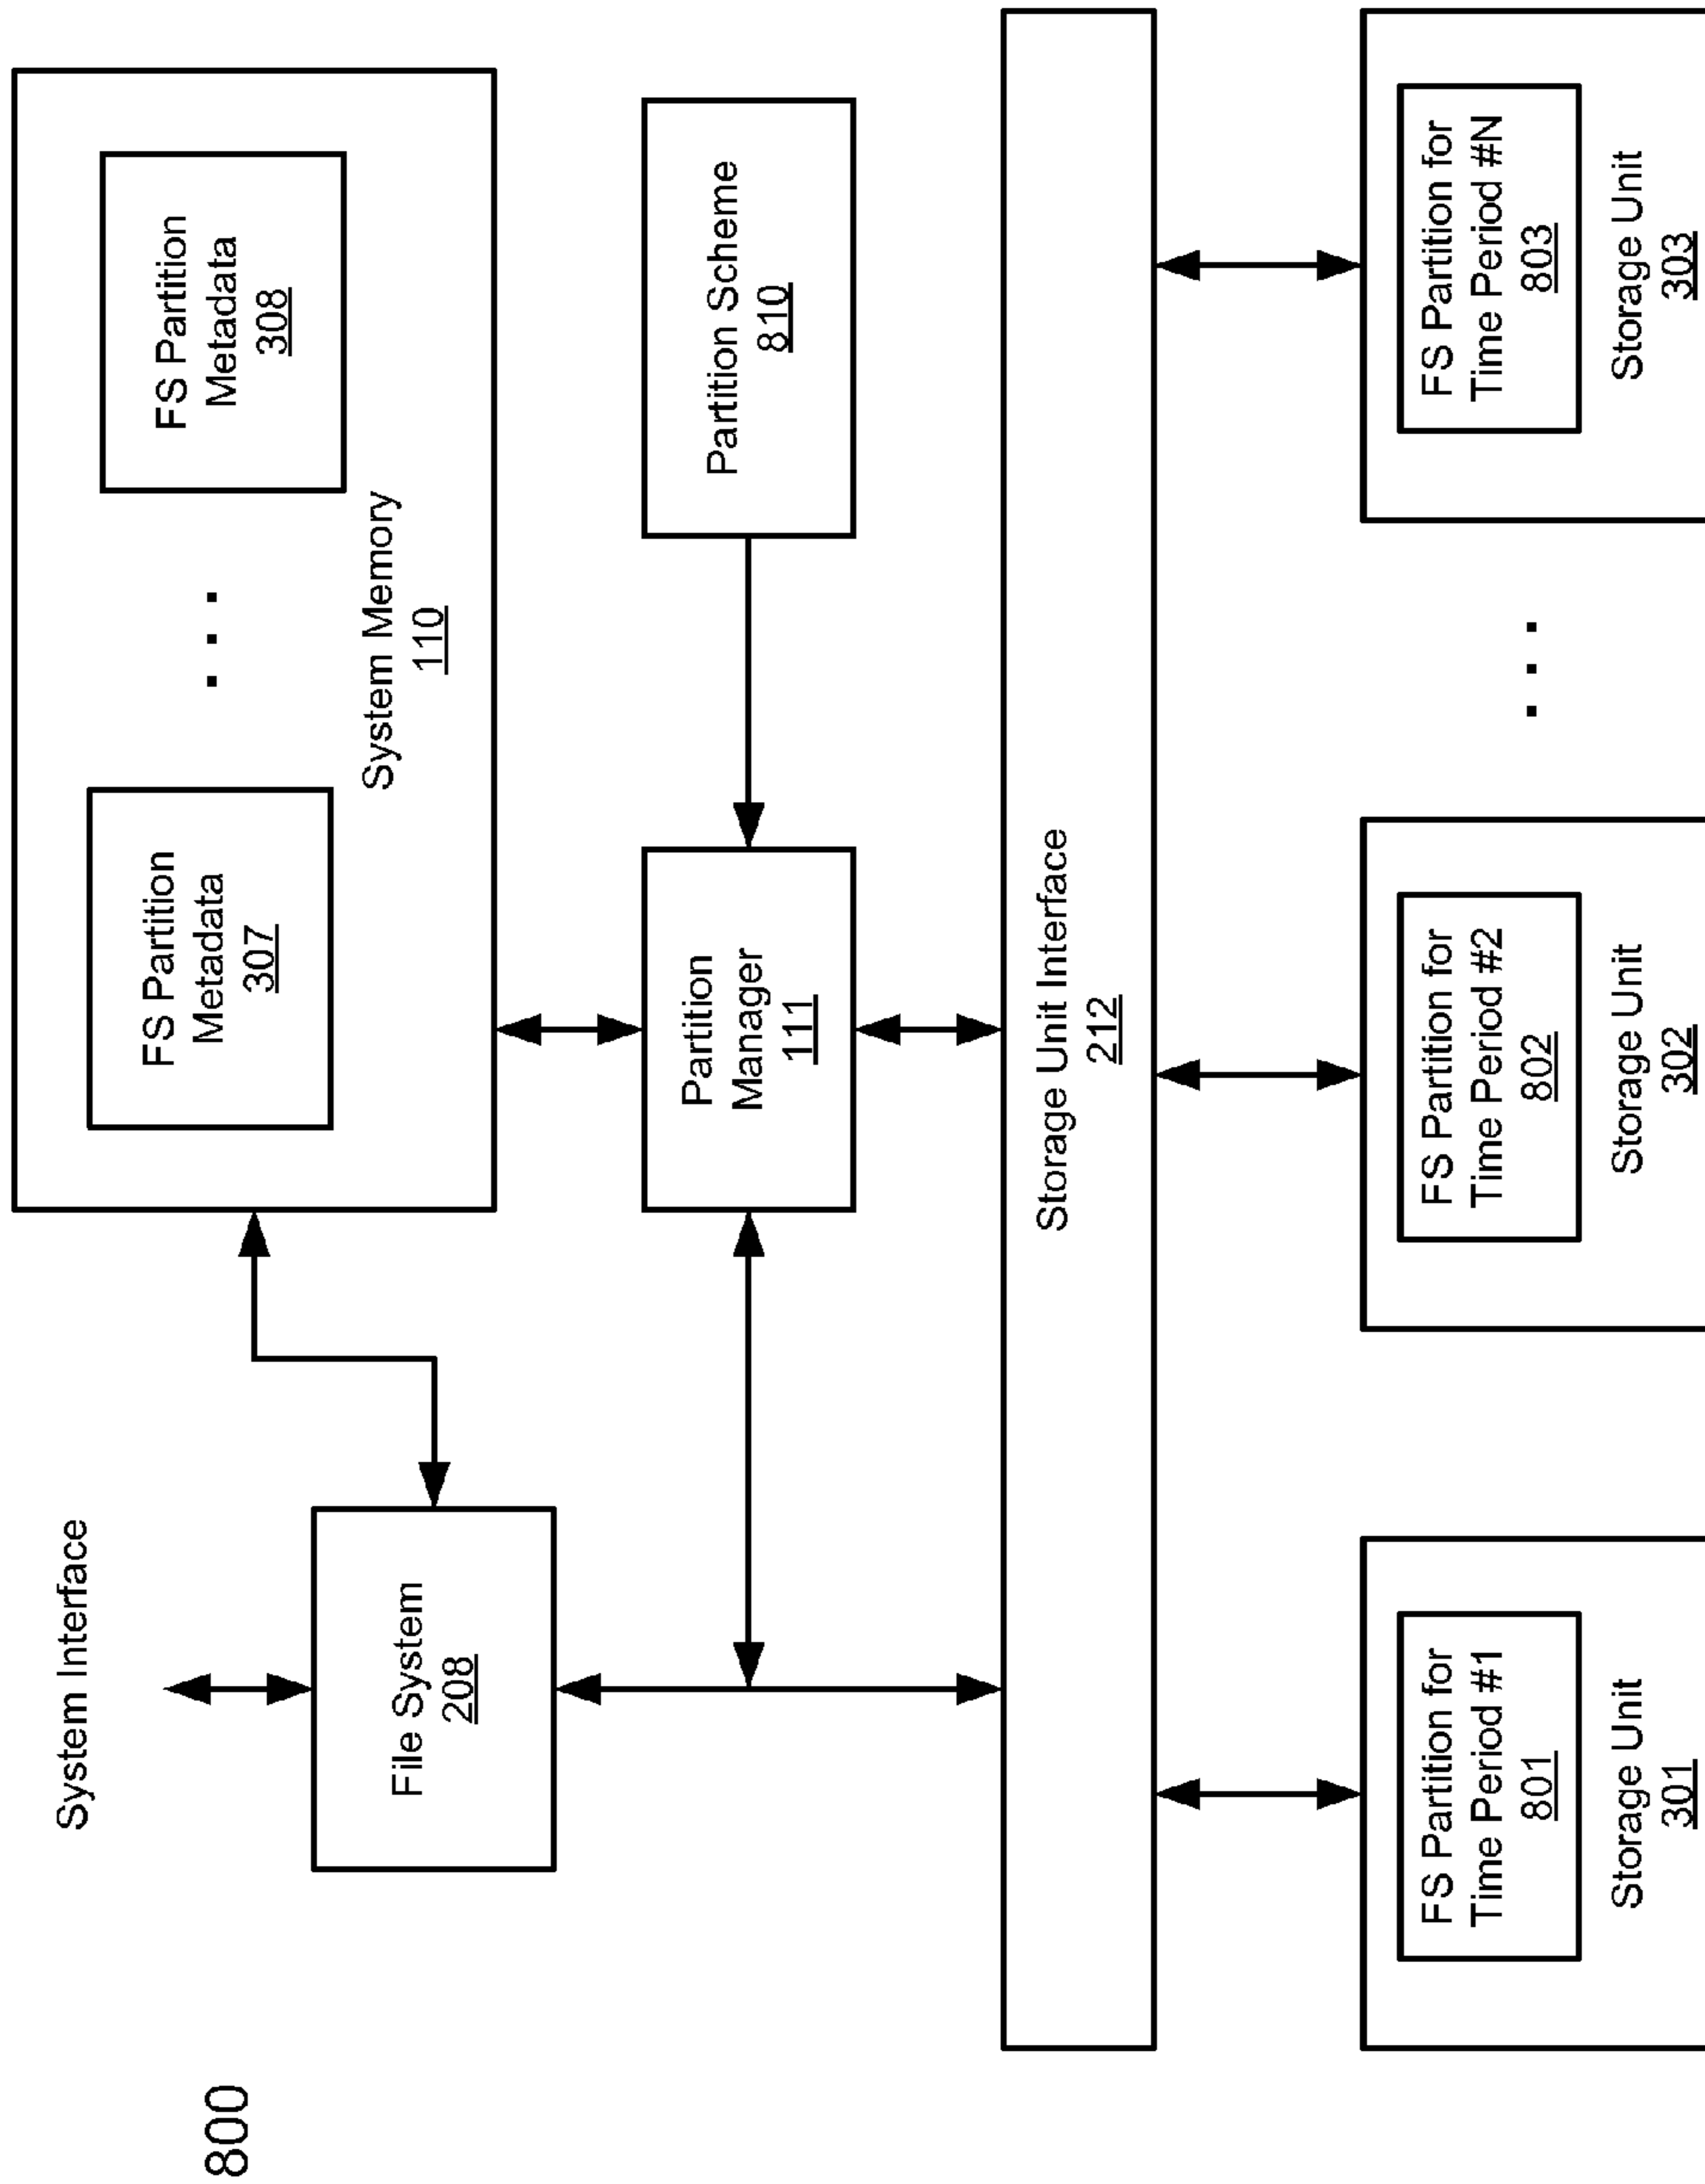 800
System Interface
File System
208
FS Partition
Metadata
307
. . .
FS Partition
Metadata
308
System Memory
110
Partition
Manager
111
Partition Scheme
810
Storage Unit Interface
212
FS Partition for
Time Period #1
801
Storage Unit
301
FS Partition for
Time Period #2
802
Storage Unit
302
. . .
FS Partition for
Time Period #N
803
Storage Unit
303